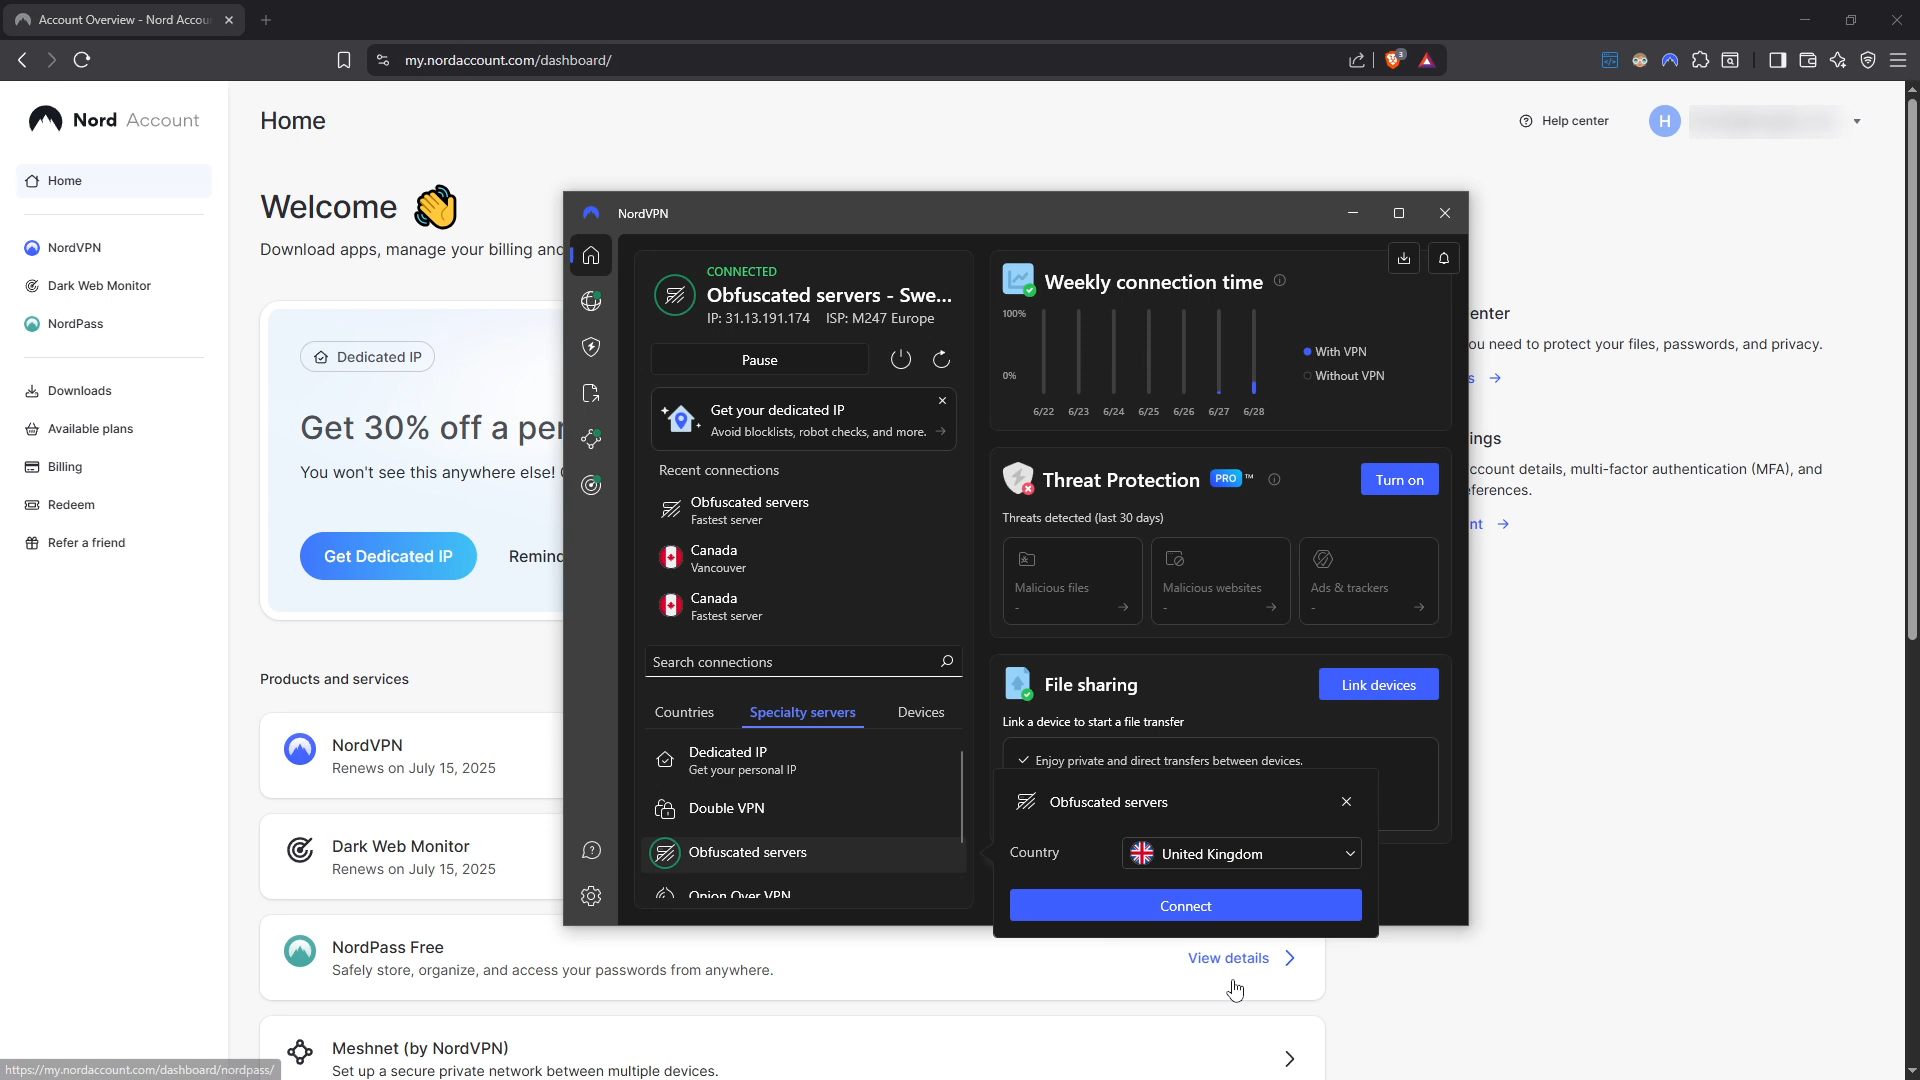 Account Overview - Nord Accou
my.nordaccount.com/dashboard/
3
Nord Account
Home
Help center
H
Home
NordVPN
Dark Web Monitor
NordPass
Downloads
Available plans
Billing
Redeem
Refer a friend
Welcome
Download apps, manage your billing and
Dedicated IP
Get 30% off a per
You won't see this anywhere else!
Get Dedicated IP
Remind
Products and services
NordVPN
Renews on July 15, 2025
Dark Web Monitor
Renews on July 15, 2025
NordPass Free
Safely store, organize, and access your passwords from anywhere.
View details
Meshnet (by NordVPN)
Set up a secure private network between multiple devices.
https://my.nordaccount.com/dashboard/nordpass/
enter
ou need to protect your files, passwords, and privacy.
s
ings
ccount details, multi-factor authentication (MFA), and
ferences.
nt
NordVPN
CONNECTED
Obfuscated servers - Swe...
IP: 31.13.191.174 ISP: M247 Europe
Pause
Get your dedicated IP
Avoid blocklists, robot checks, and more.
Recent connections
Obfuscated servers
Fastest server
Canada
Vancouver
Canada
Fastest server
Search connections
Countries
Specialty servers
Devices
Dedicated IP
Get your personal IP
Double VPN
Obfuscated servers
Onion Over VPN
Weekly connection time
100%
0%
6/22 6/23 6/24 6/25 6/26 6/27 6/28
With VPN
Without VPN
Threat Protection PRO ™
Turn on
Threats detected (last 30 days)
Malicious files
-
Malicious websites
-
Ads & trackers
-
File sharing
Link devices
Link a device to start a file transfer
Enjoy private and direct transfers between devices.
Obfuscated servers
Country
United Kingdom
Connect